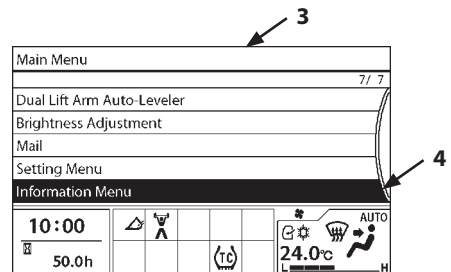 3
Main Menu
7/ 7
Dual Lift Arm Auto-Leveler
Brightness Adjustment
Mail
Setting Menu
4
Information Menu
10:00
AUTO
50.0h
TC
24.0°C
L H